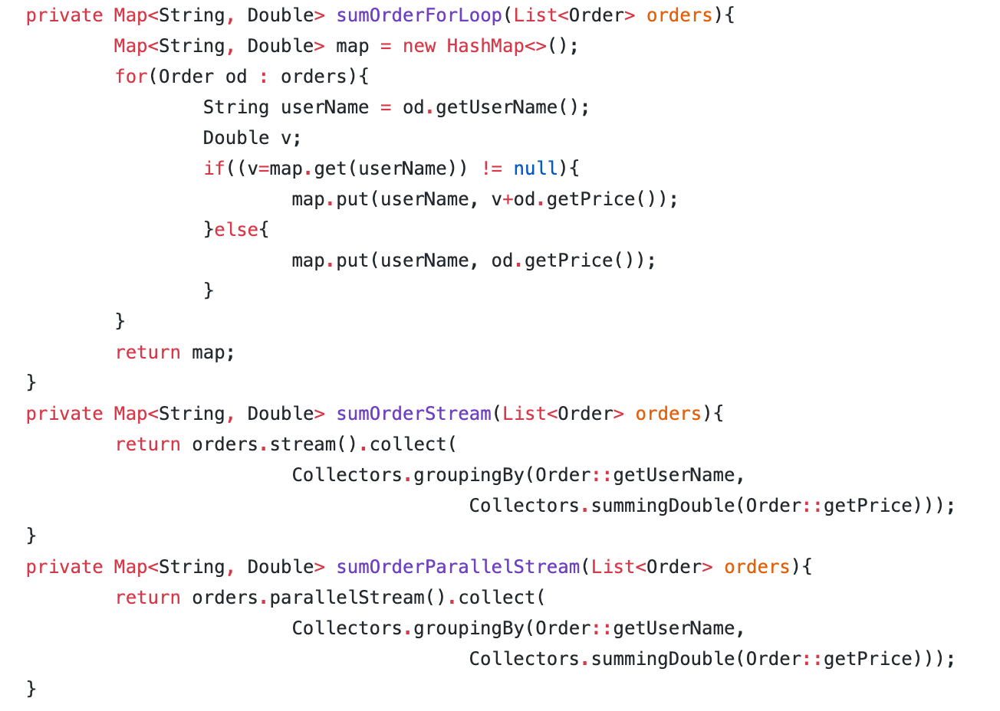 private Map<String, Double> sumOrderForLoop(List<Order> orders){
        Map<String, Double> map = new HashMap<>();
        for(Order od : orders){
                String userName = od.getUserName();
                Double v;
                if((v=map.get(userName)) != null){
                        map.put(userName, v+od.getPrice());
                }else{
                        map.put(userName, od.getPrice());
                }
        }
        return map;
}
private Map<String, Double> sumOrderStream(List<Order> orders){
        return orders.stream().collect(
                        Collectors.groupingBy(Order::getUserName,
                                        Collectors.summingDouble(Order::getPrice)));
}
private Map<String, Double> sumOrderParallelStream(List<Order> orders){
        return orders.parallelStream().collect(
                        Collectors.groupingBy(Order::getUserName,
                                        Collectors.summingDouble(Order::getPrice)));
}